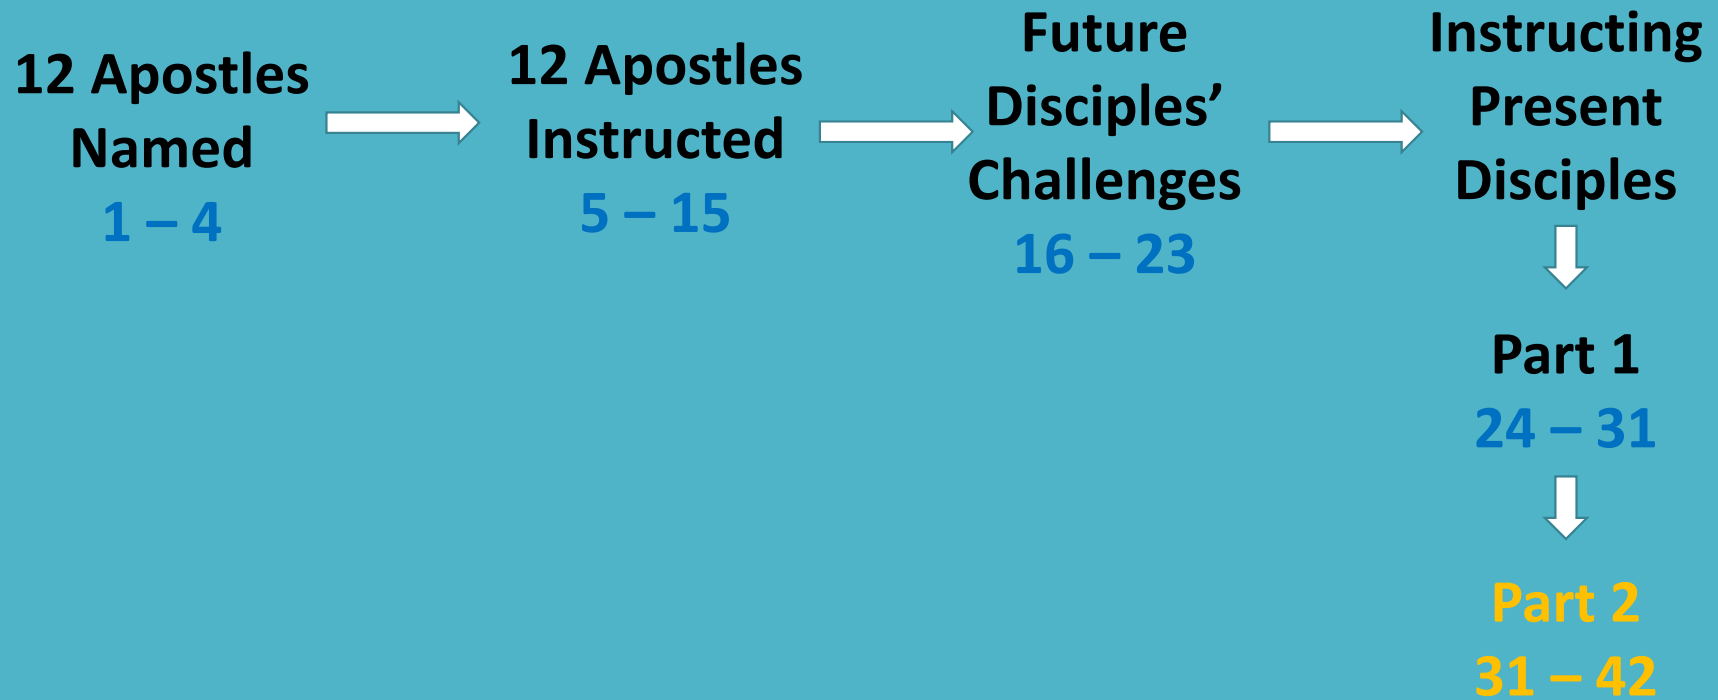 12 Apostles
Named
1 – 4
12 Apostles
Instructed
5 – 15
Future
Disciples’
Challenges
16 – 23
Instructing
Present
Disciples
Part 1
24 – 31
Part 2
31 – 42